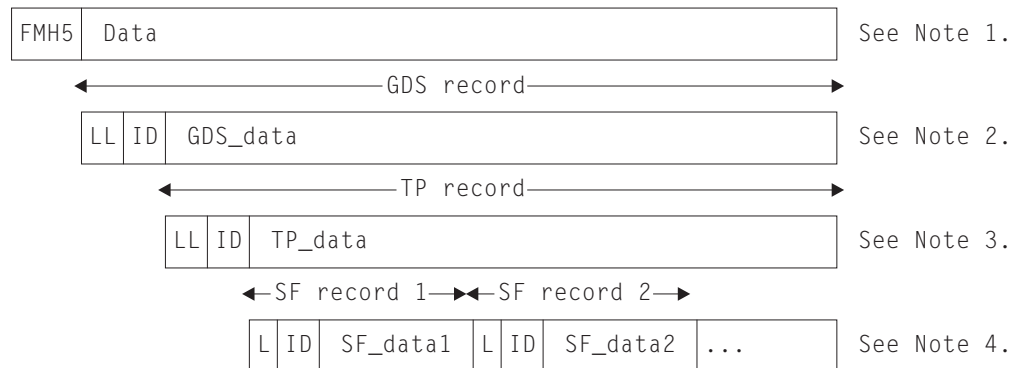 FMH5 Data See Note 1.
GDS record
LL ID GDS_data See Note 2.
TP record
LL ID TP_data See Note 3.
SF record 1 SF record 2
L ID SF_data1 L ID SF_data2 ... See Note 4.